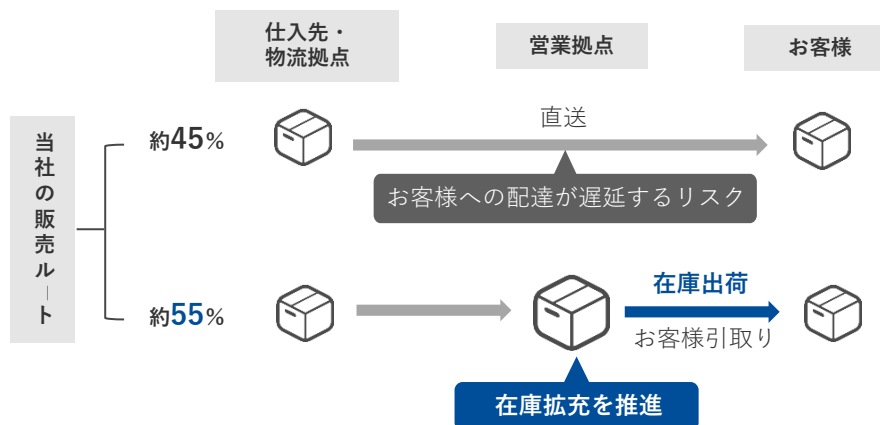 仕入先・
物流拠点
営業拠点
お客様
当社の販売ルート
約45%
直送
お客様への配達が遅延するリスク
約55%
在庫出荷
お客様引取り
在庫拡充を推進